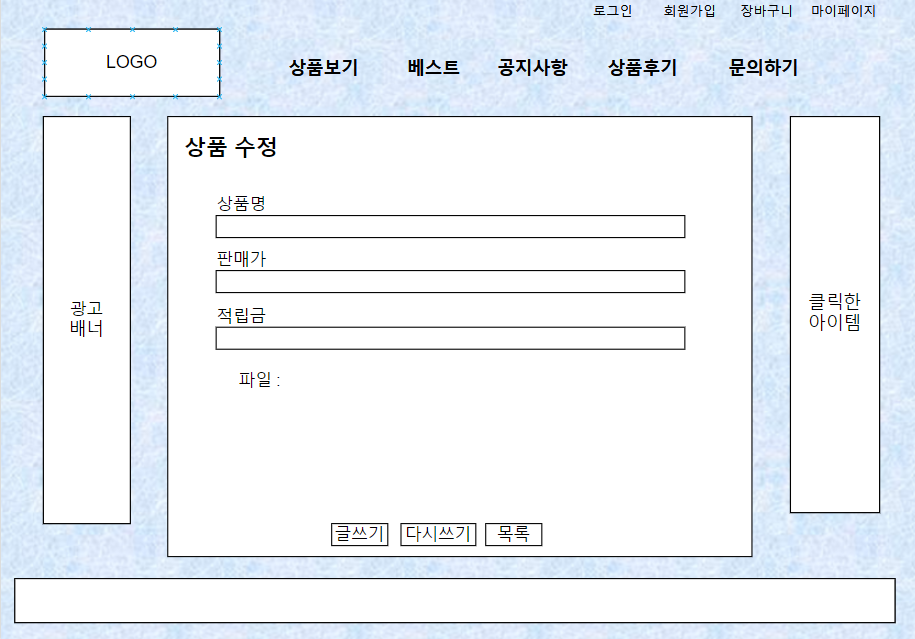 로그인 회원가입 장바구니 마이페이지
LOGO
상품보기 베스트 공지사항 상품후기 문의하기
상품 수정
상품명
판매가
적립금
파일 :
글쓰기 다시쓰기 목록
광고
배너
클릭한
아이템